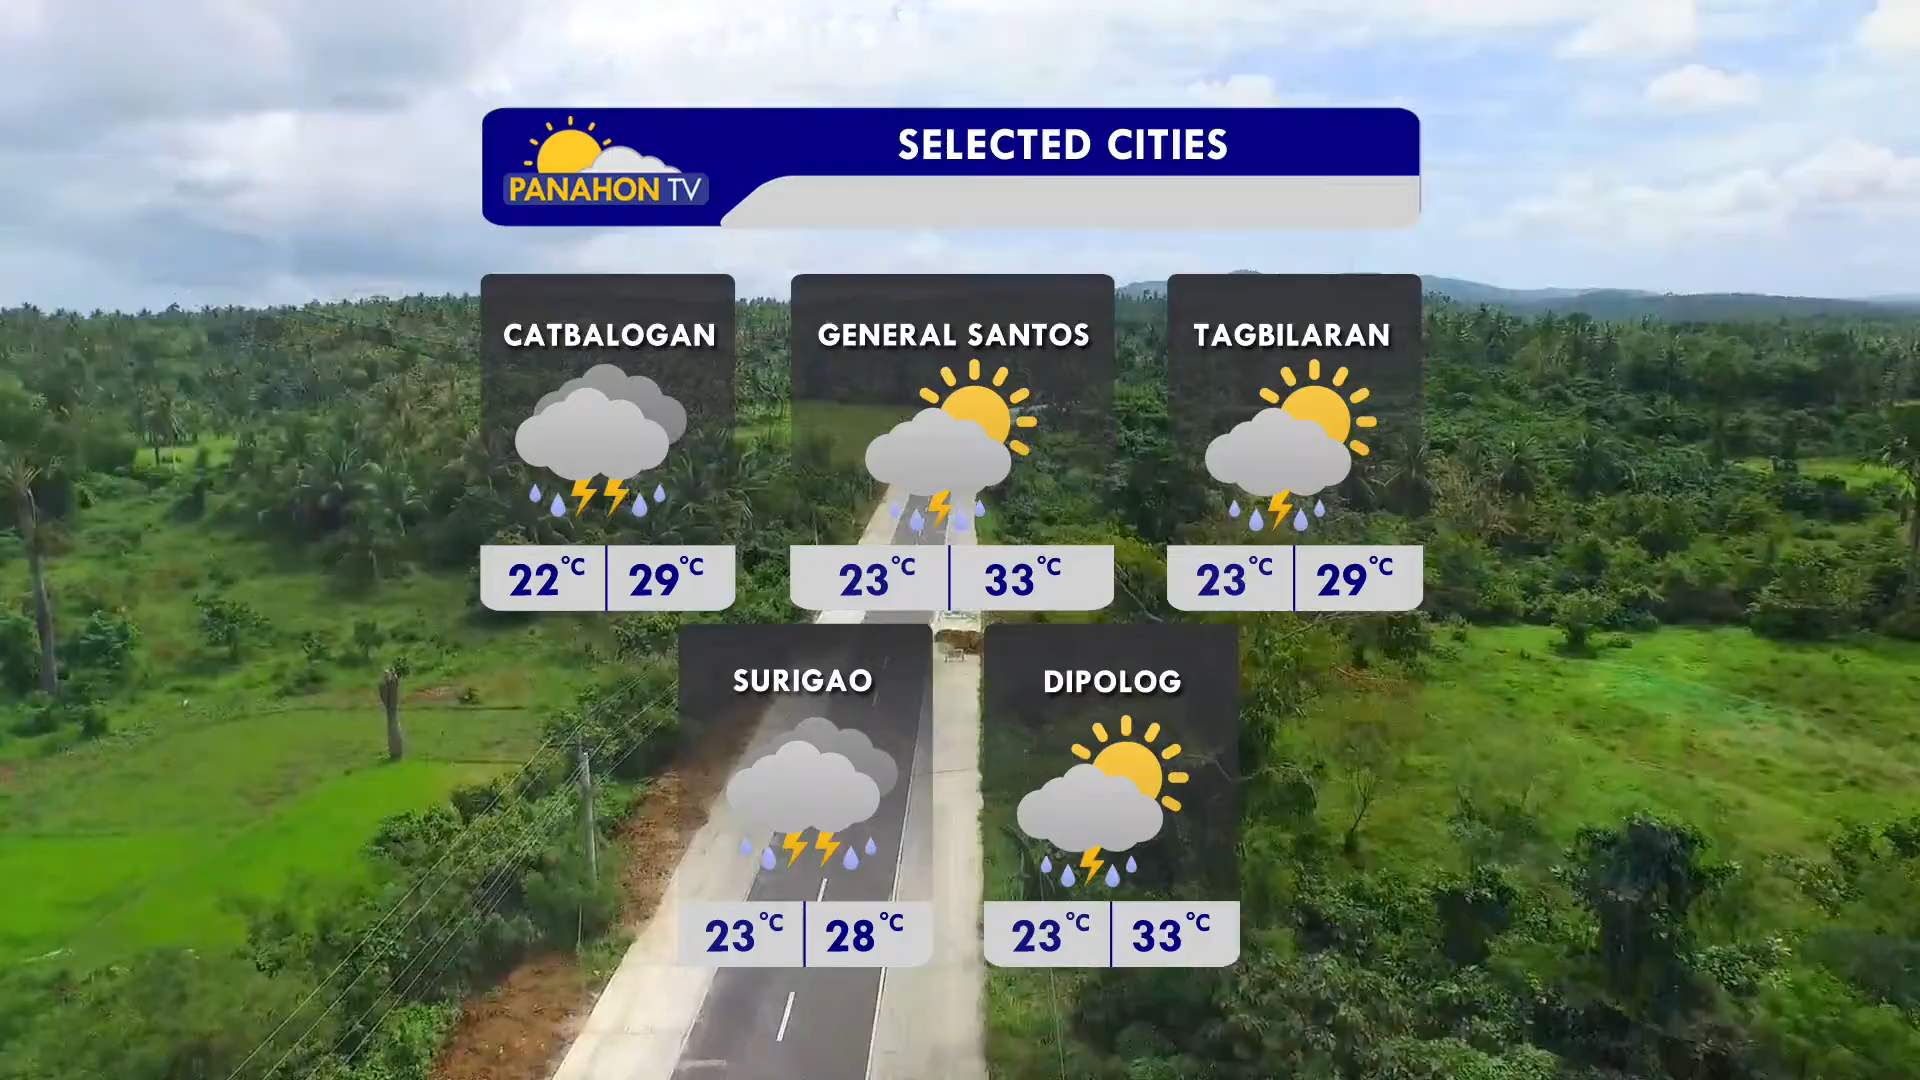 SELECTED CITIES
PANAHON TV
CATBALOGAN
22°C 29°C
GENERAL SANTOS
23°C 33°C
TAGBILARAN
23°C 29°C
SURIGAO
23°C 28°C
DIPOLOG
23°C 33°C